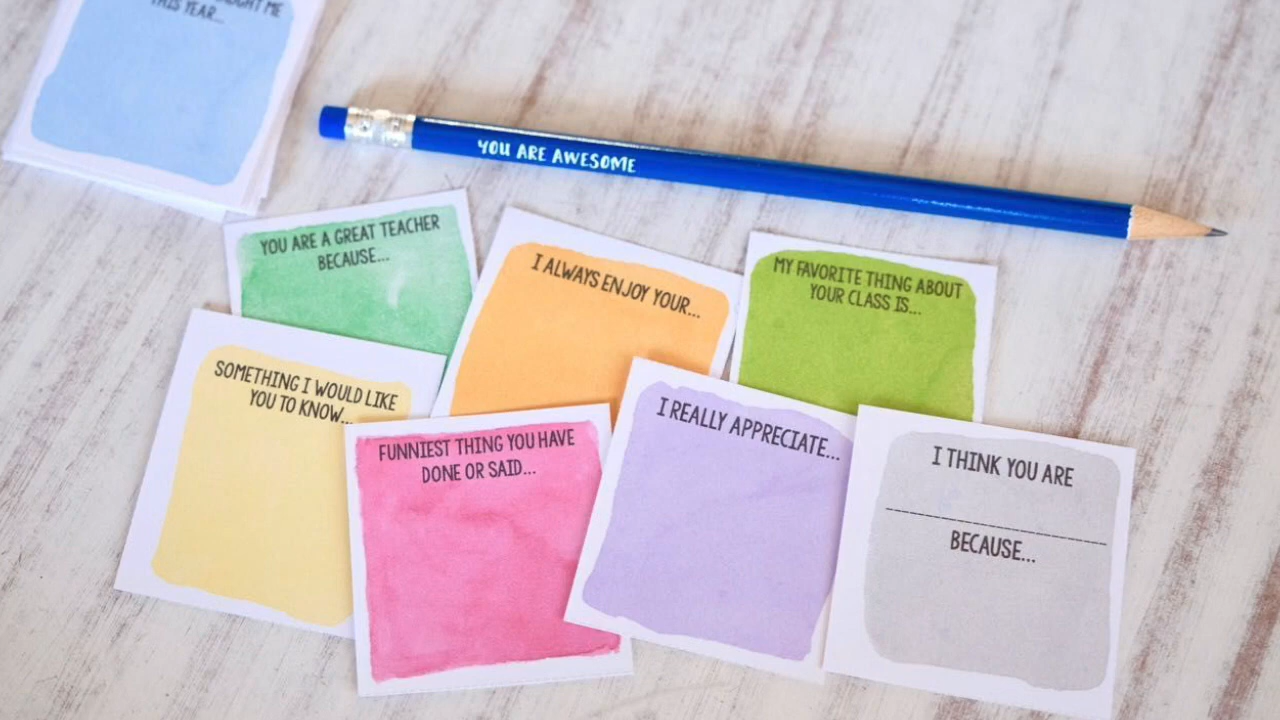 THIS YEAR...
YOU ARE AWESOME
YOU ARE A GREAT TEACHER
BECAUSE...
I ALWAYS ENJOY YOUR...
MY FAVORITE THING ABOUT
YOUR CLASS IS...
SOMETHING I WOULD LIKE
YOU TO KNOW...
FUNNIEST THING YOU HAVE
DONE OR SAID...
I REALLY APPRECIATE...
I THINK YOU ARE
BECAUSE...